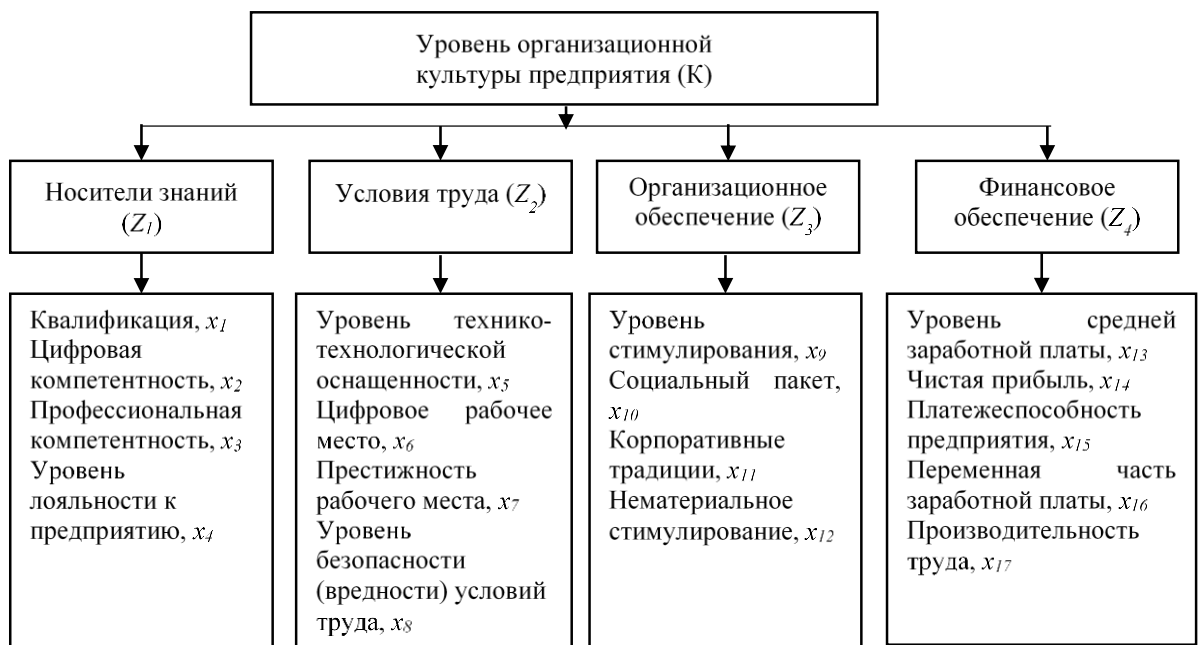 Уровень организационной
культуры предприятия (К)
Носители знаний
(Z1)
Условия труда (Z2)
Организационное
обеспечение (Z3)
Финансовое
обеспечение (Z4)
Квалификация, x1
Цифровая
компетентность, x2
Профессиональная
компетентность, x3
Уровень
лояльности к
предприятию, x4
Уровень технико-
технологической
оснащенности, x5
Цифровое рабочее
место, x6
Престижность
рабочего места, x7
Уровень
безопасности
(вредности) условий
труда, x8
Уровень
стимулирования, x9
Социальный пакет,
x10
Корпоративные
традиции, x11
Нематериальное
стимулирование, x12
Уровень средней
заработной платы, x13
Чистая прибыль, x14
Платежеспособность
предприятия, x15
Переменная часть
заработной платы, x16
Производительность
труда, x17